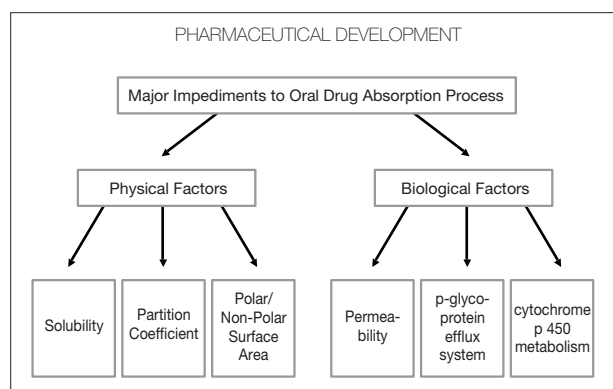 PHARMACEUTICAL DEVELOPMENT
Major Impediments to Oral Drug Absorption Process
Physical Factors
Biological Factors
Solubility
Partition
Coefficient
Polar/
Non-Polar
Surface
Area
Permea-
bility
p-glyco-
protein
efflux
system
cytochrome
p 450
metabolism